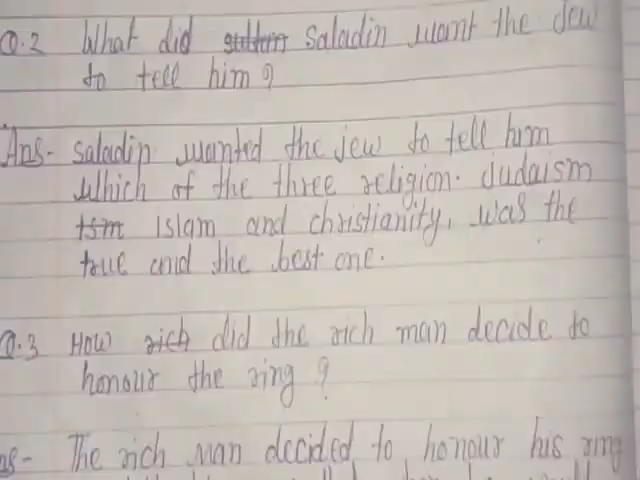 Q.2 What did Saladin want the Jew
to tell him?
Ans- Saladin wanted the Jew to tell him
which of the three religion. Judaism
Islam and christianity, was the
true and the best one.
Q.3 How rich did the rich man decide to
honour the ring?
The rich man decided to honour his ring